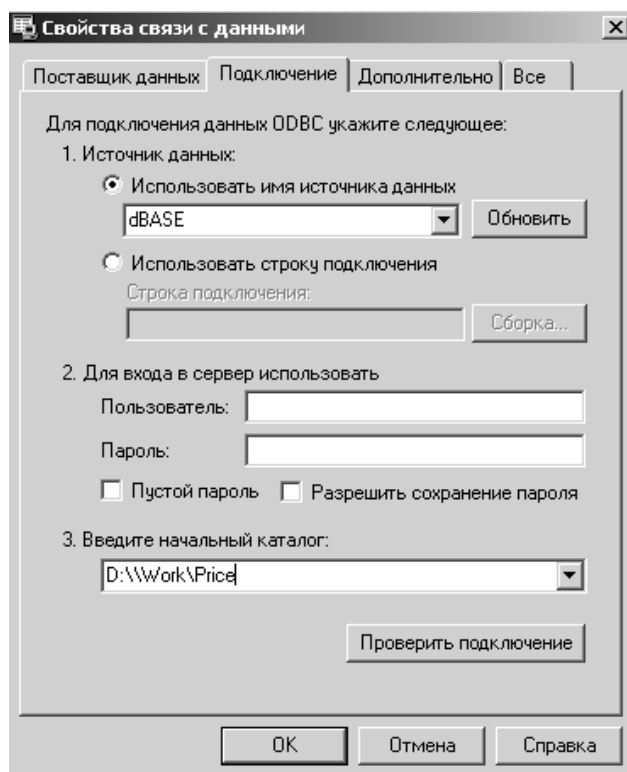 Свойства связи с данными
Поставщик данных Подключение Дополнительно Все
Для подключения данных ODBC укажите следующее:
1. Источник данных:
Использовать имя источника данных
dBASE Обновить
Использовать строку подключения
Строка подключения:
Сборка...
2. Для входа в сервер использовать
Пользователь:
Пароль:
Пустой пароль Разрешить сохранение пароля
3. Введите начальный каталог:
D:\\Work\Price
Проверить подключение
OK Отмена Справка